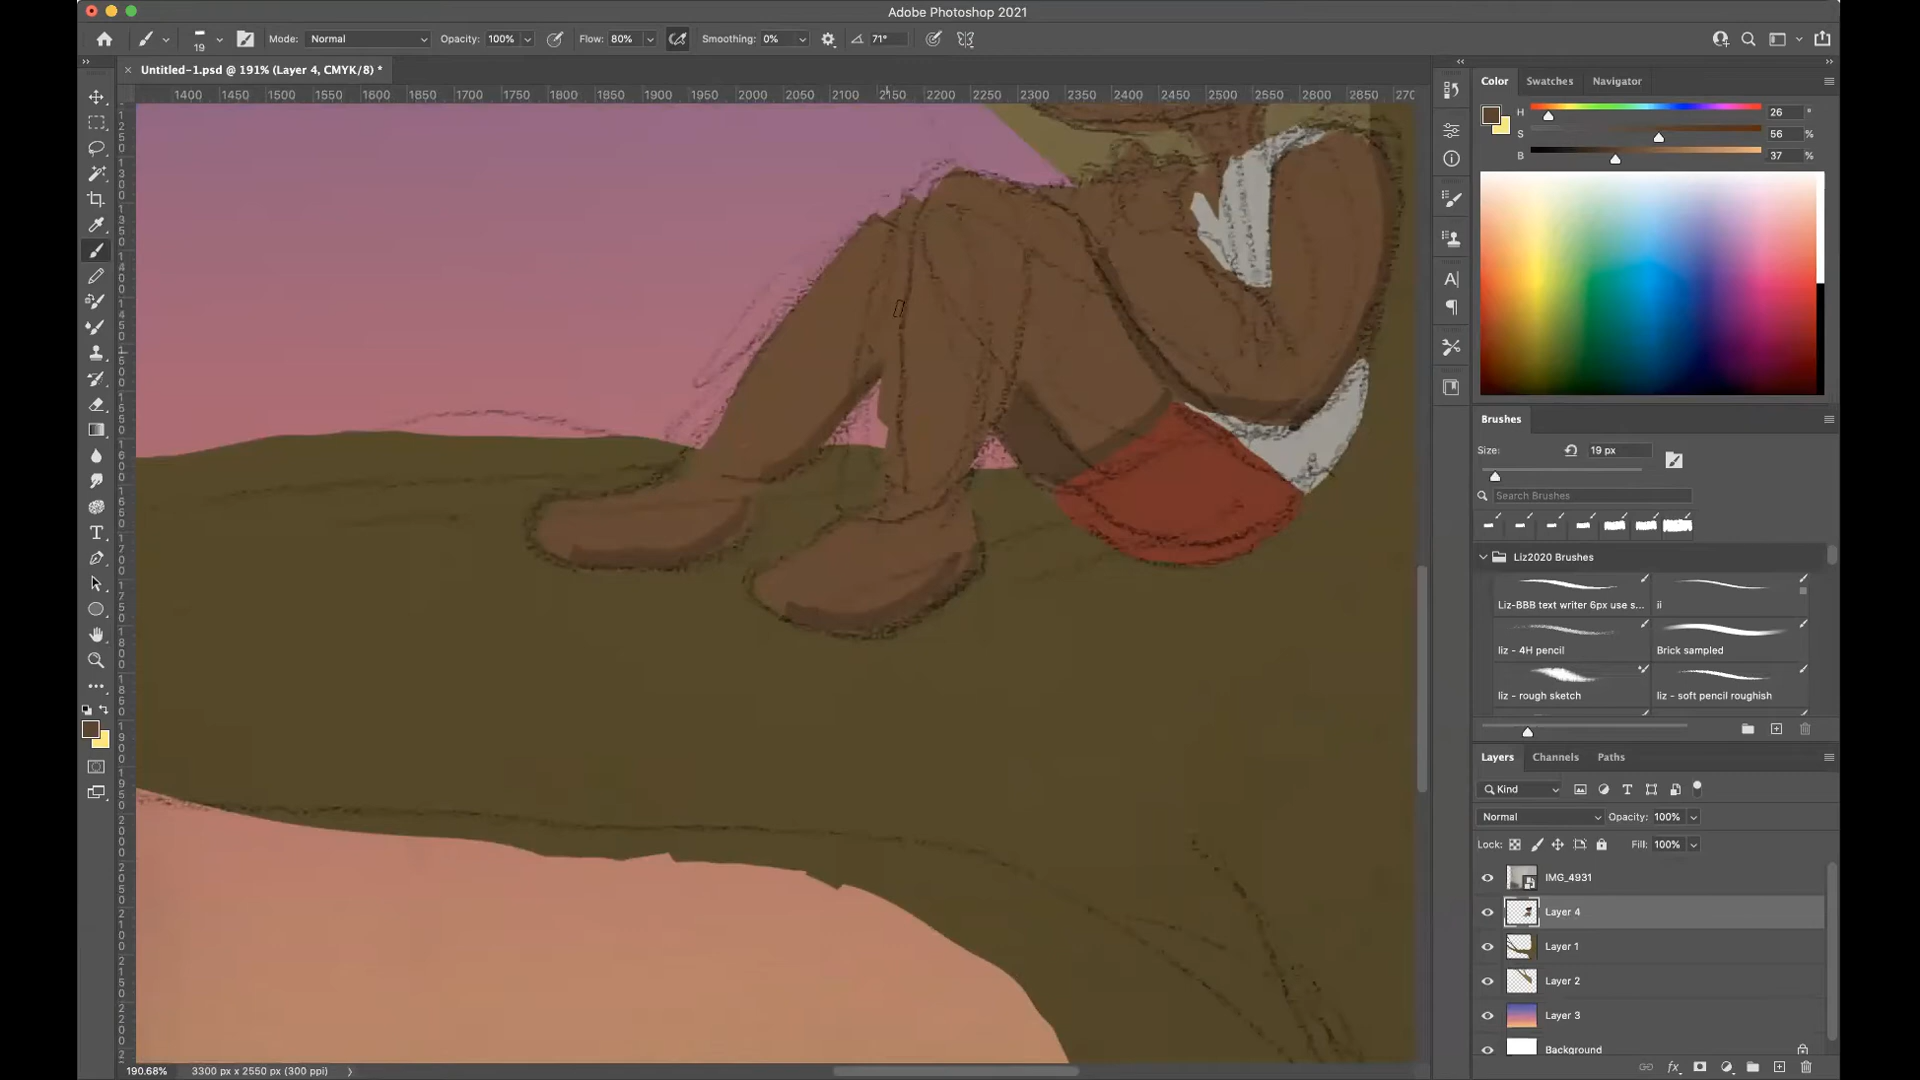 Adobe Photoshop 2021
19 Mode: Normal Opacity: 100% Flow: 80% Smoothing: 0% 71°
Untitled-1.psd @ 191% (Layer 4, CMYK/8) *
1400 1450 1500 1550 1600 1650 1700 1750 1800 1850 1900 1950 2000 2050 2100 2150 2200 2250 2300 2350 2400 2450 2500 2550 2600 2650 270
Color Swatches Navigator
H 26 °
S 56 %
B 37 %
Brushes
Size: 19 px
Search Brushes
Liz2020 Brushes
Liz-BBB text writer 6px use s... ii
liz - 4H pencil Brick sampled
liz - rough sketch liz - soft pencil roughish
Layers Channels Paths
Kind
Normal Opacity: 100%
Lock: Fill: 100%
IMG_4931
Layer 4
Layer 1
Layer 2
Layer 3
Background
fx
190.68% 3300 px x 2550 px (300 ppi)